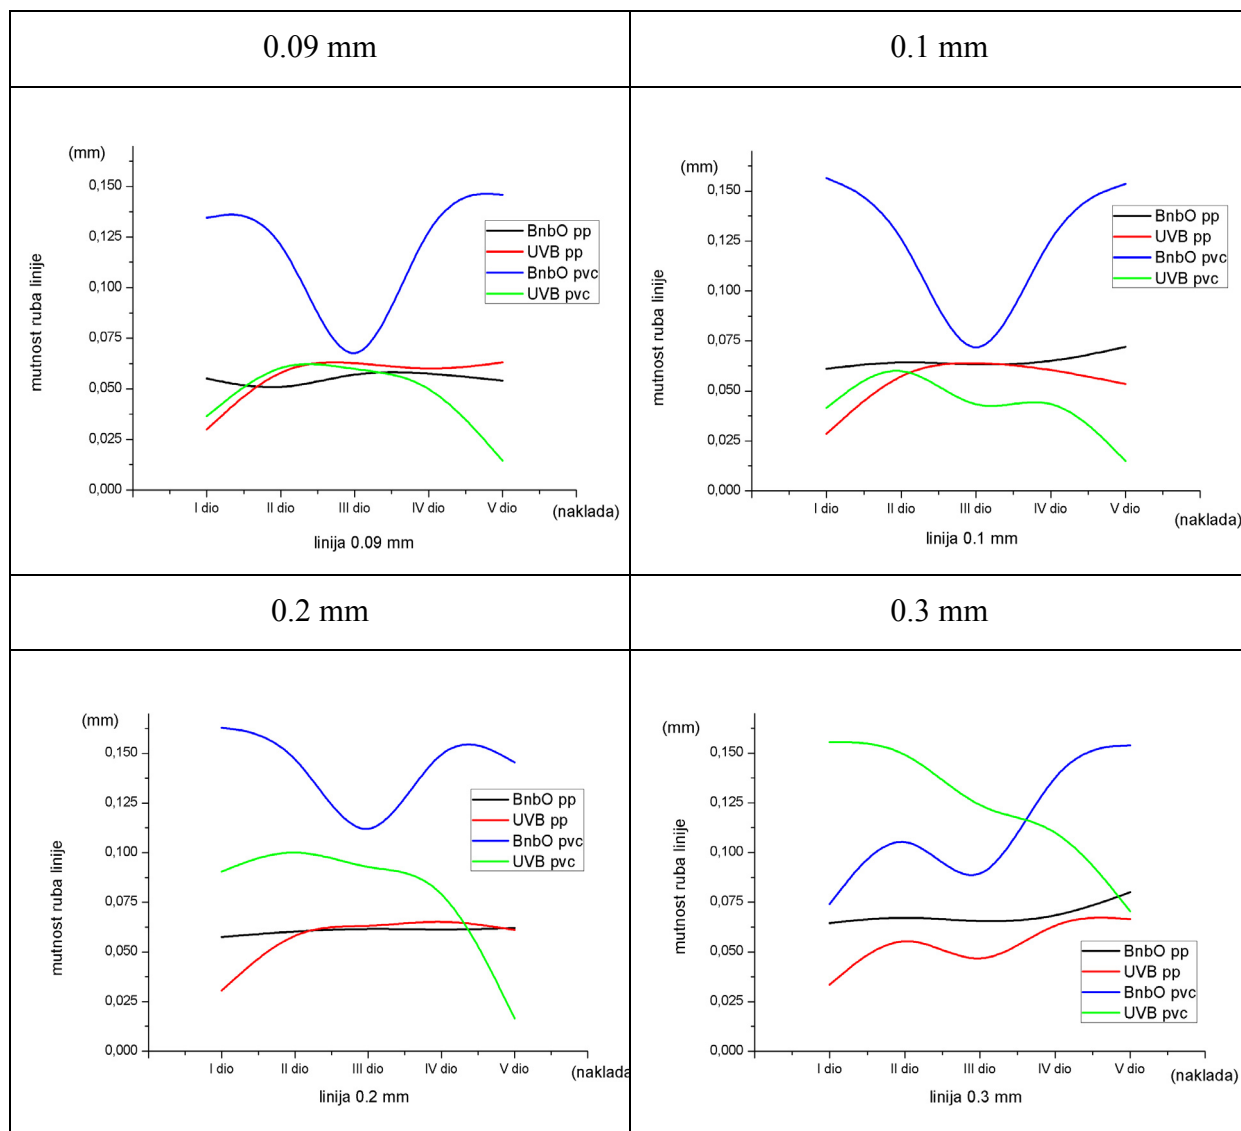 0.09 mm
0.1 mm
(mm)
mutnost ruba linije
0,150
0,125
0,100
0,075
0,050
0,025
0,000
BnbO pp
UVB pp
BnbO pvc
UVB pvc
I dio II dio III dio IV dio V dio
(naklada)
linija 0.09 mm
(mm)
mutnost ruba linije
0,150
0,125
0,100
0,075
0,050
0,025
0,000
BnbO pp
UVB pp
BnbO pvc
UVB pvc
I dio II dio III dio IV dio V dio
(naklada)
linija 0.1 mm
0.2 mm
0.3 mm
(mm)
mutnost ruba linije
0,150
0,125
0,100
0,075
0,050
0,025
0,000
BnbO pp
UVB pp
BnbO pvc
UVB pvc
I dio II dio III dio IV dio V dio
(naklada
linija 0.2 mm
(mm)
mutnost ruba linije
0,150
0,125
0,100
0,075
0,050
0,025
0,000
BnbO pp
UVB pp
BnbO pvc
UVB pvc
I dio II dio III dio IV dio V dio
(naklada)
linija 0.3 mm